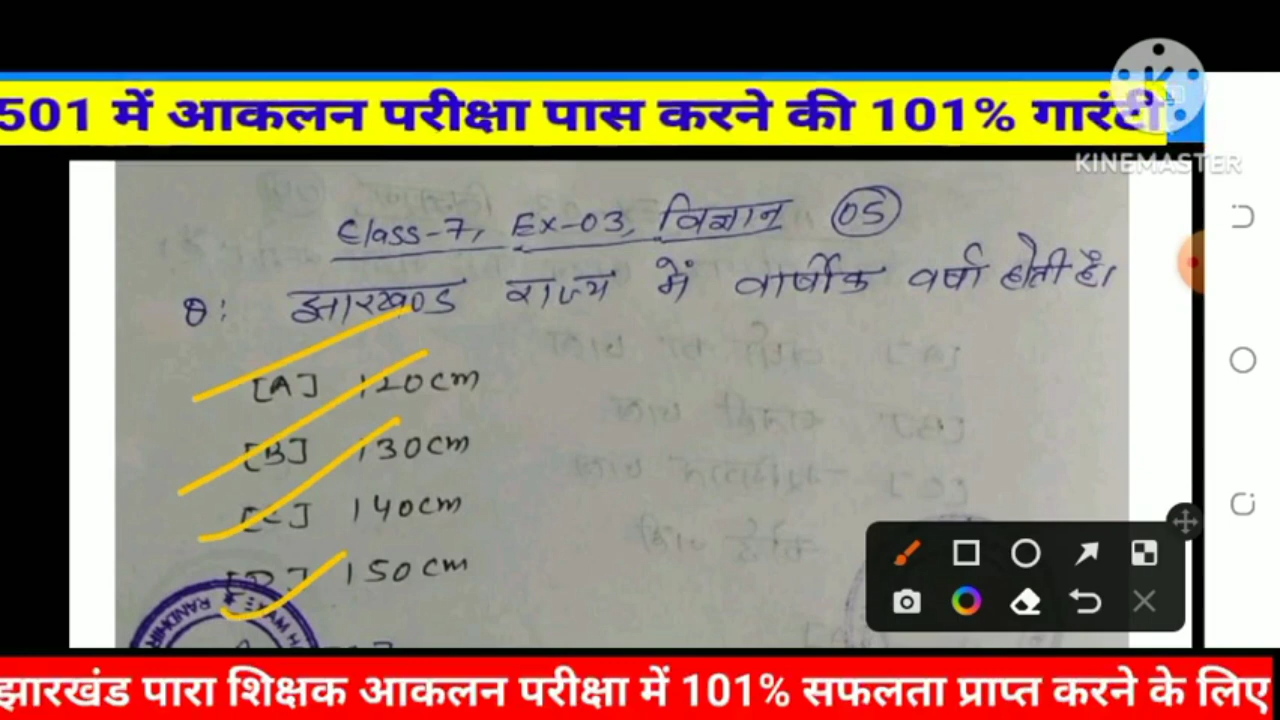 501 में आकलन परीक्षा पास करने की 101% गारंटी
KINEMASTER
Class-7, Ex-03, विज्ञान 05
Q: झारखण्ड राज्य में वार्षीक वर्षा होती है।
[A] 120cm
[B] 130cm
[C] 140cm
[D] 150cm
RANDHIR
झारखंड पारा शिक्षक आकलन परीक्षा में 101% सफलता प्राप्त करने के लिए